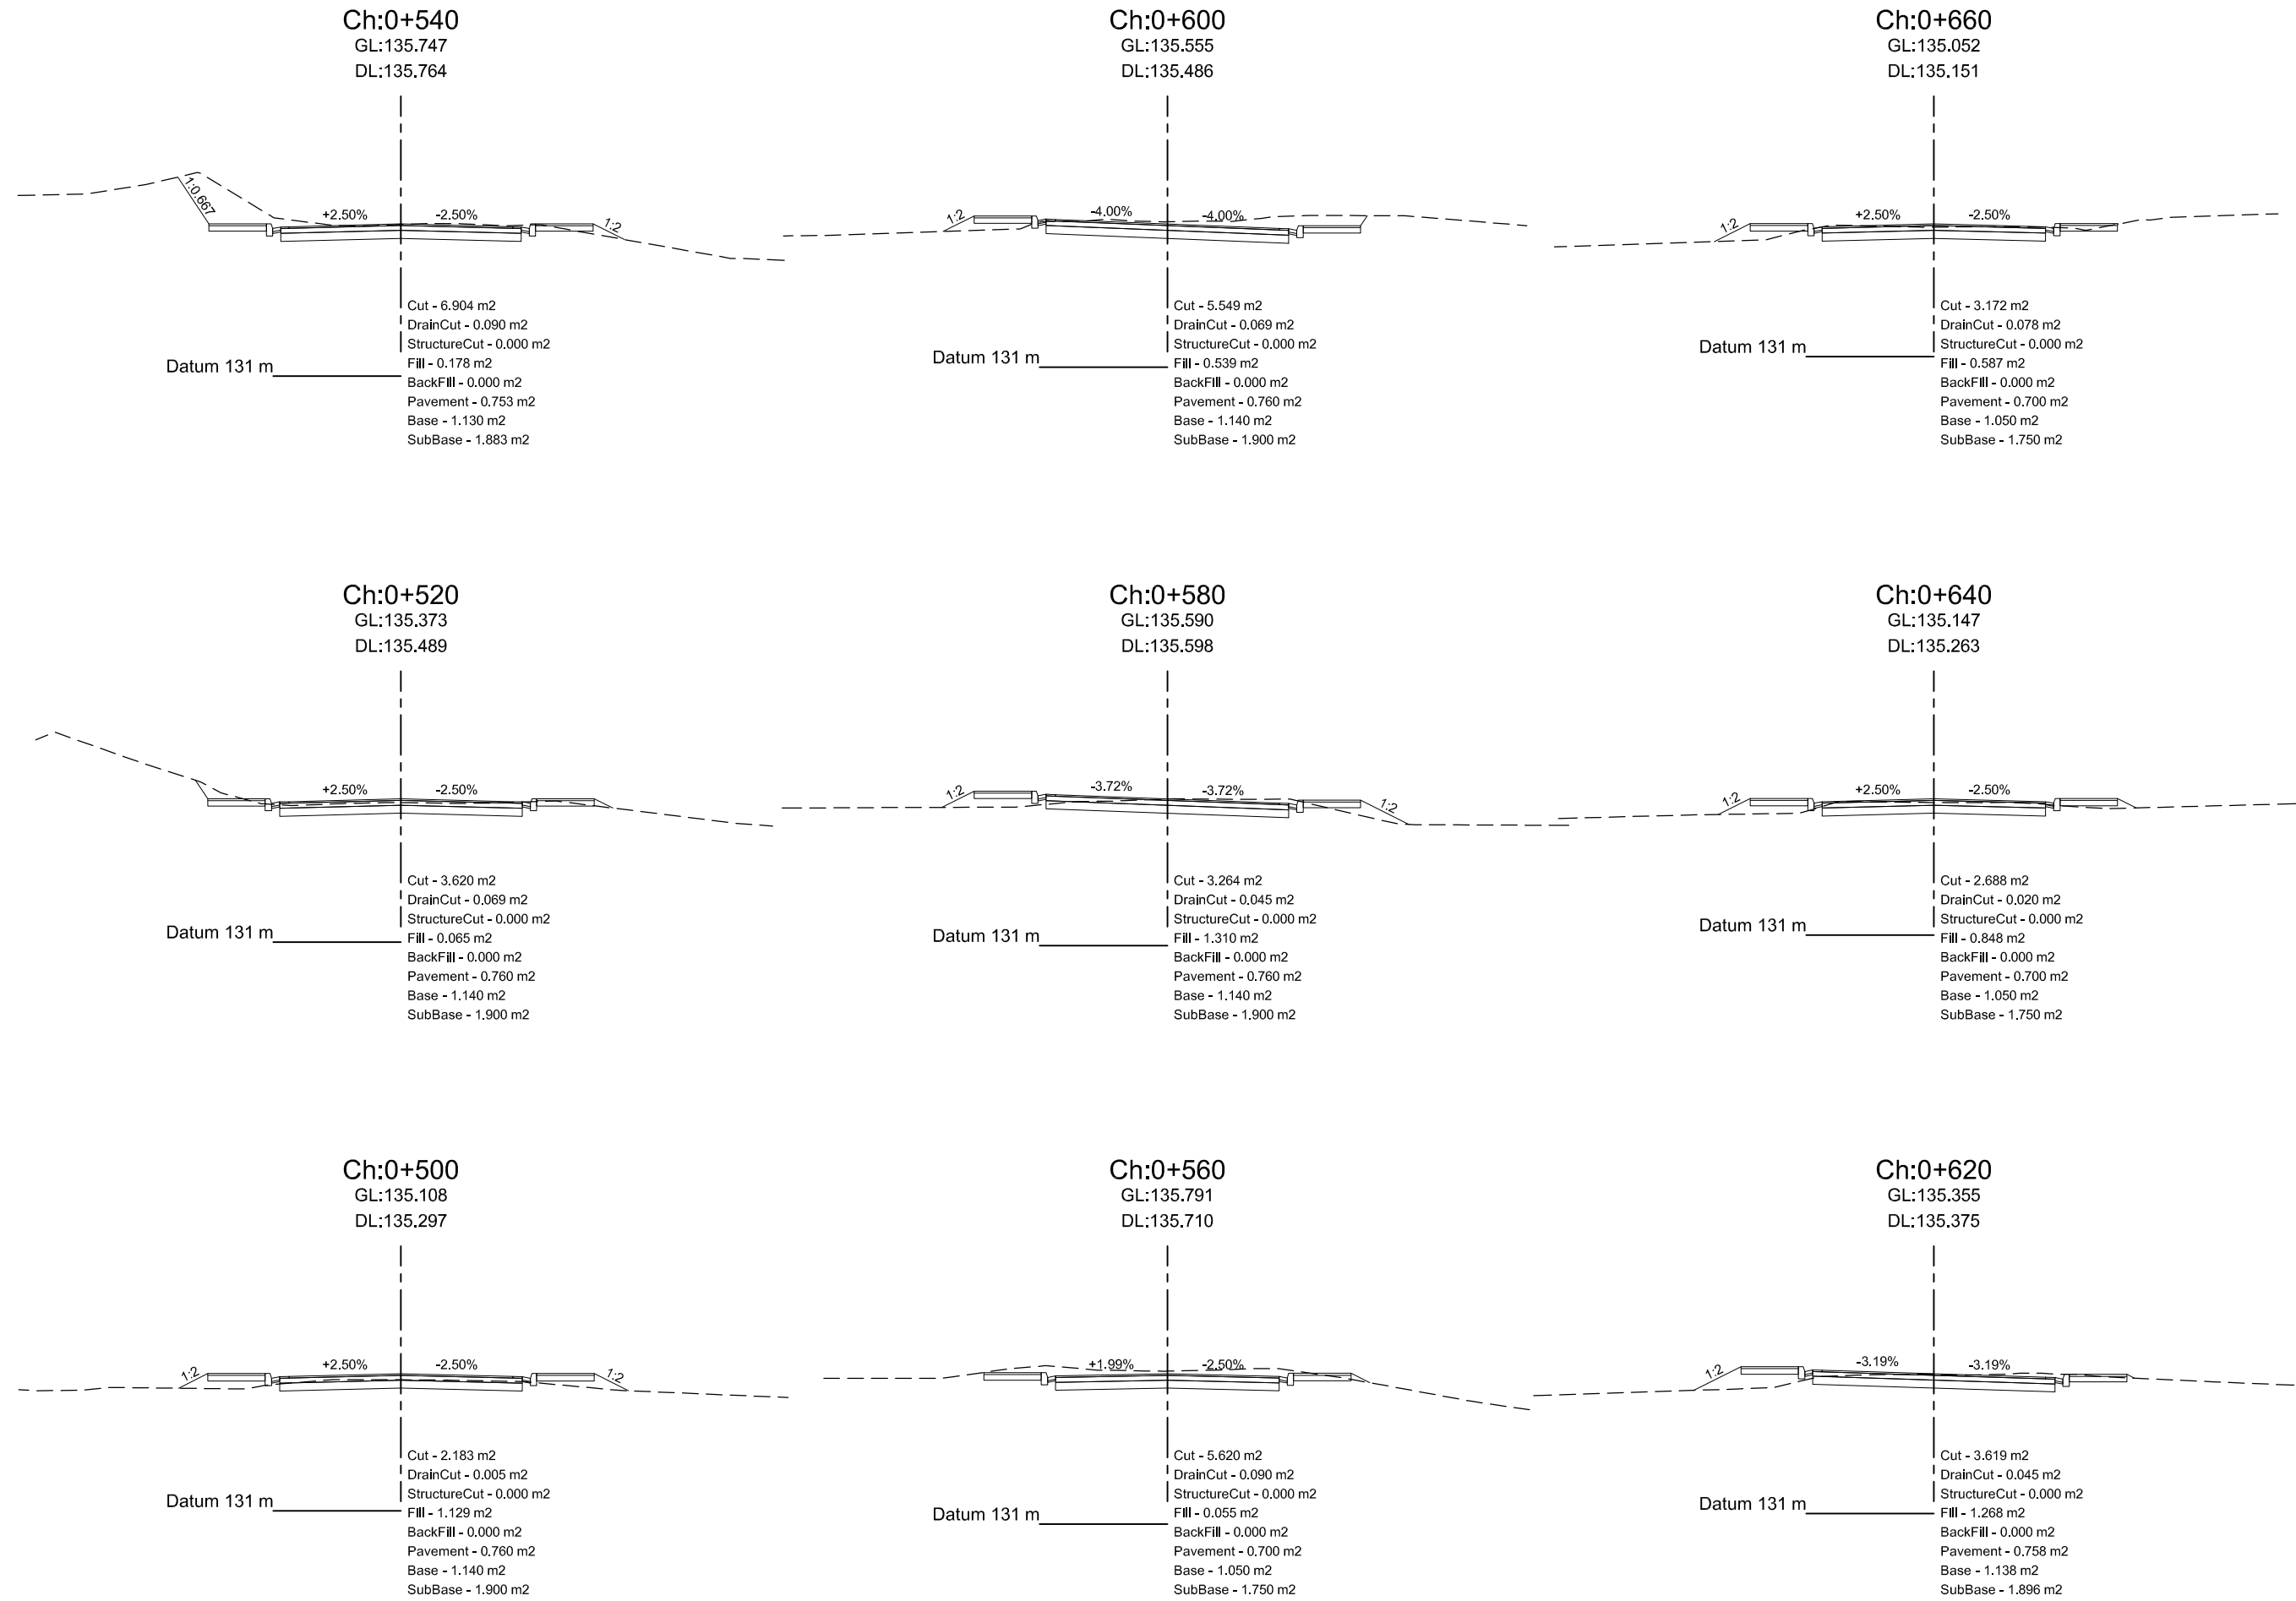 Ch:0+540
GL:135.747
DL:135.764
1:0.667
+2.50%
-2.50%
1:2
Cut - 6.904 m2
DrainCut - 0.090 m2
StructureCut - 0.000 m2
Datum 131 m
Fill - 0.178 m2
BackFill - 0.000 m2
Pavement - 0.753 m2
Base - 1.130 m2
SubBase - 1.883 m2
Ch:0+600
GL:135.555
DL:135.486
1:2
-4.00%
-4.00%
Cut - 5.549 m2
DrainCut - 0.069 m2
StructureCut - 0.000 m2
Datum 131 m
Fill - 0.539 m2
BackFill - 0.000 m2
Pavement - 0.760 m2
Base - 1.140 m2
SubBase - 1.900 m2
Ch:0+660
GL:135.052
DL:135.151
1:2
+2.50%
-2.50%
Cut - 3.172 m2
DrainCut - 0.078 m2
StructureCut - 0.000 m2
Datum 131 m
Fill - 0.587 m2
BackFill - 0.000 m2
Pavement - 0.700 m2
Base - 1.050 m2
SubBase - 1.750 m2
Ch:0+520
GL:135.373
DL:135.489
+2.50%
-2.50%
Cut - 3.620 m2
DrainCut - 0.069 m2
StructureCut - 0.000 m2
Datum 131 m
Fill - 0.065 m2
BackFill - 0.000 m2
Pavement - 0.760 m2
Base - 1.140 m2
SubBase - 1.900 m2
Ch:0+580
GL:135.590
DL:135.598
1:2
-3.72%
-3.72%
1:2
Cut - 3.264 m2
DrainCut - 0.045 m2
StructureCut - 0.000 m2
Datum 131 m
Fill - 1.310 m2
BackFill - 0.000 m2
Pavement - 0.760 m2
Base - 1.140 m2
SubBase - 1.900 m2
Ch:0+640
GL:135.147
DL:135.263
1:2
+2.50%
-2.50%
Cut - 2.688 m2
DrainCut - 0.020 m2
StructureCut - 0.000 m2
Datum 131 m
Fill - 0.848 m2
BackFill - 0.000 m2
Pavement - 0.700 m2
Base - 1.050 m2
SubBase - 1.750 m2
Ch:0+500
GL:135.108
DL:135.297
1:2
+2.50%
-2.50%
1:2
Cut - 2.183 m2
DrainCut - 0.005 m2
StructureCut - 0.000 m2
Datum 131 m
Fill - 1.129 m2
BackFill - 0.000 m2
Pavement - 0.760 m2
Base - 1.140 m2
SubBase - 1.900 m2
Ch:0+560
GL:135.791
DL:135.710
+1.99%
-2.50%
Cut - 5.620 m2
DrainCut - 0.090 m2
StructureCut - 0.000 m2
Datum 131 m
Fill - 0.055 m2
BackFill - 0.000 m2
Pavement - 0.700 m2
Base - 1.050 m2
SubBase - 1.750 m2
Ch:0+620
GL:135.355
DL:135.375
1:2
-3.19%
-3.19%
Cut - 3.619 m2
DrainCut - 0.045 m2
StructureCut - 0.000 m2
Datum 131 m
Fill - 1.268 m2
BackFill - 0.000 m2
Pavement - 0.758 m2
Base - 1.138 m2
SubBase - 1.896 m2